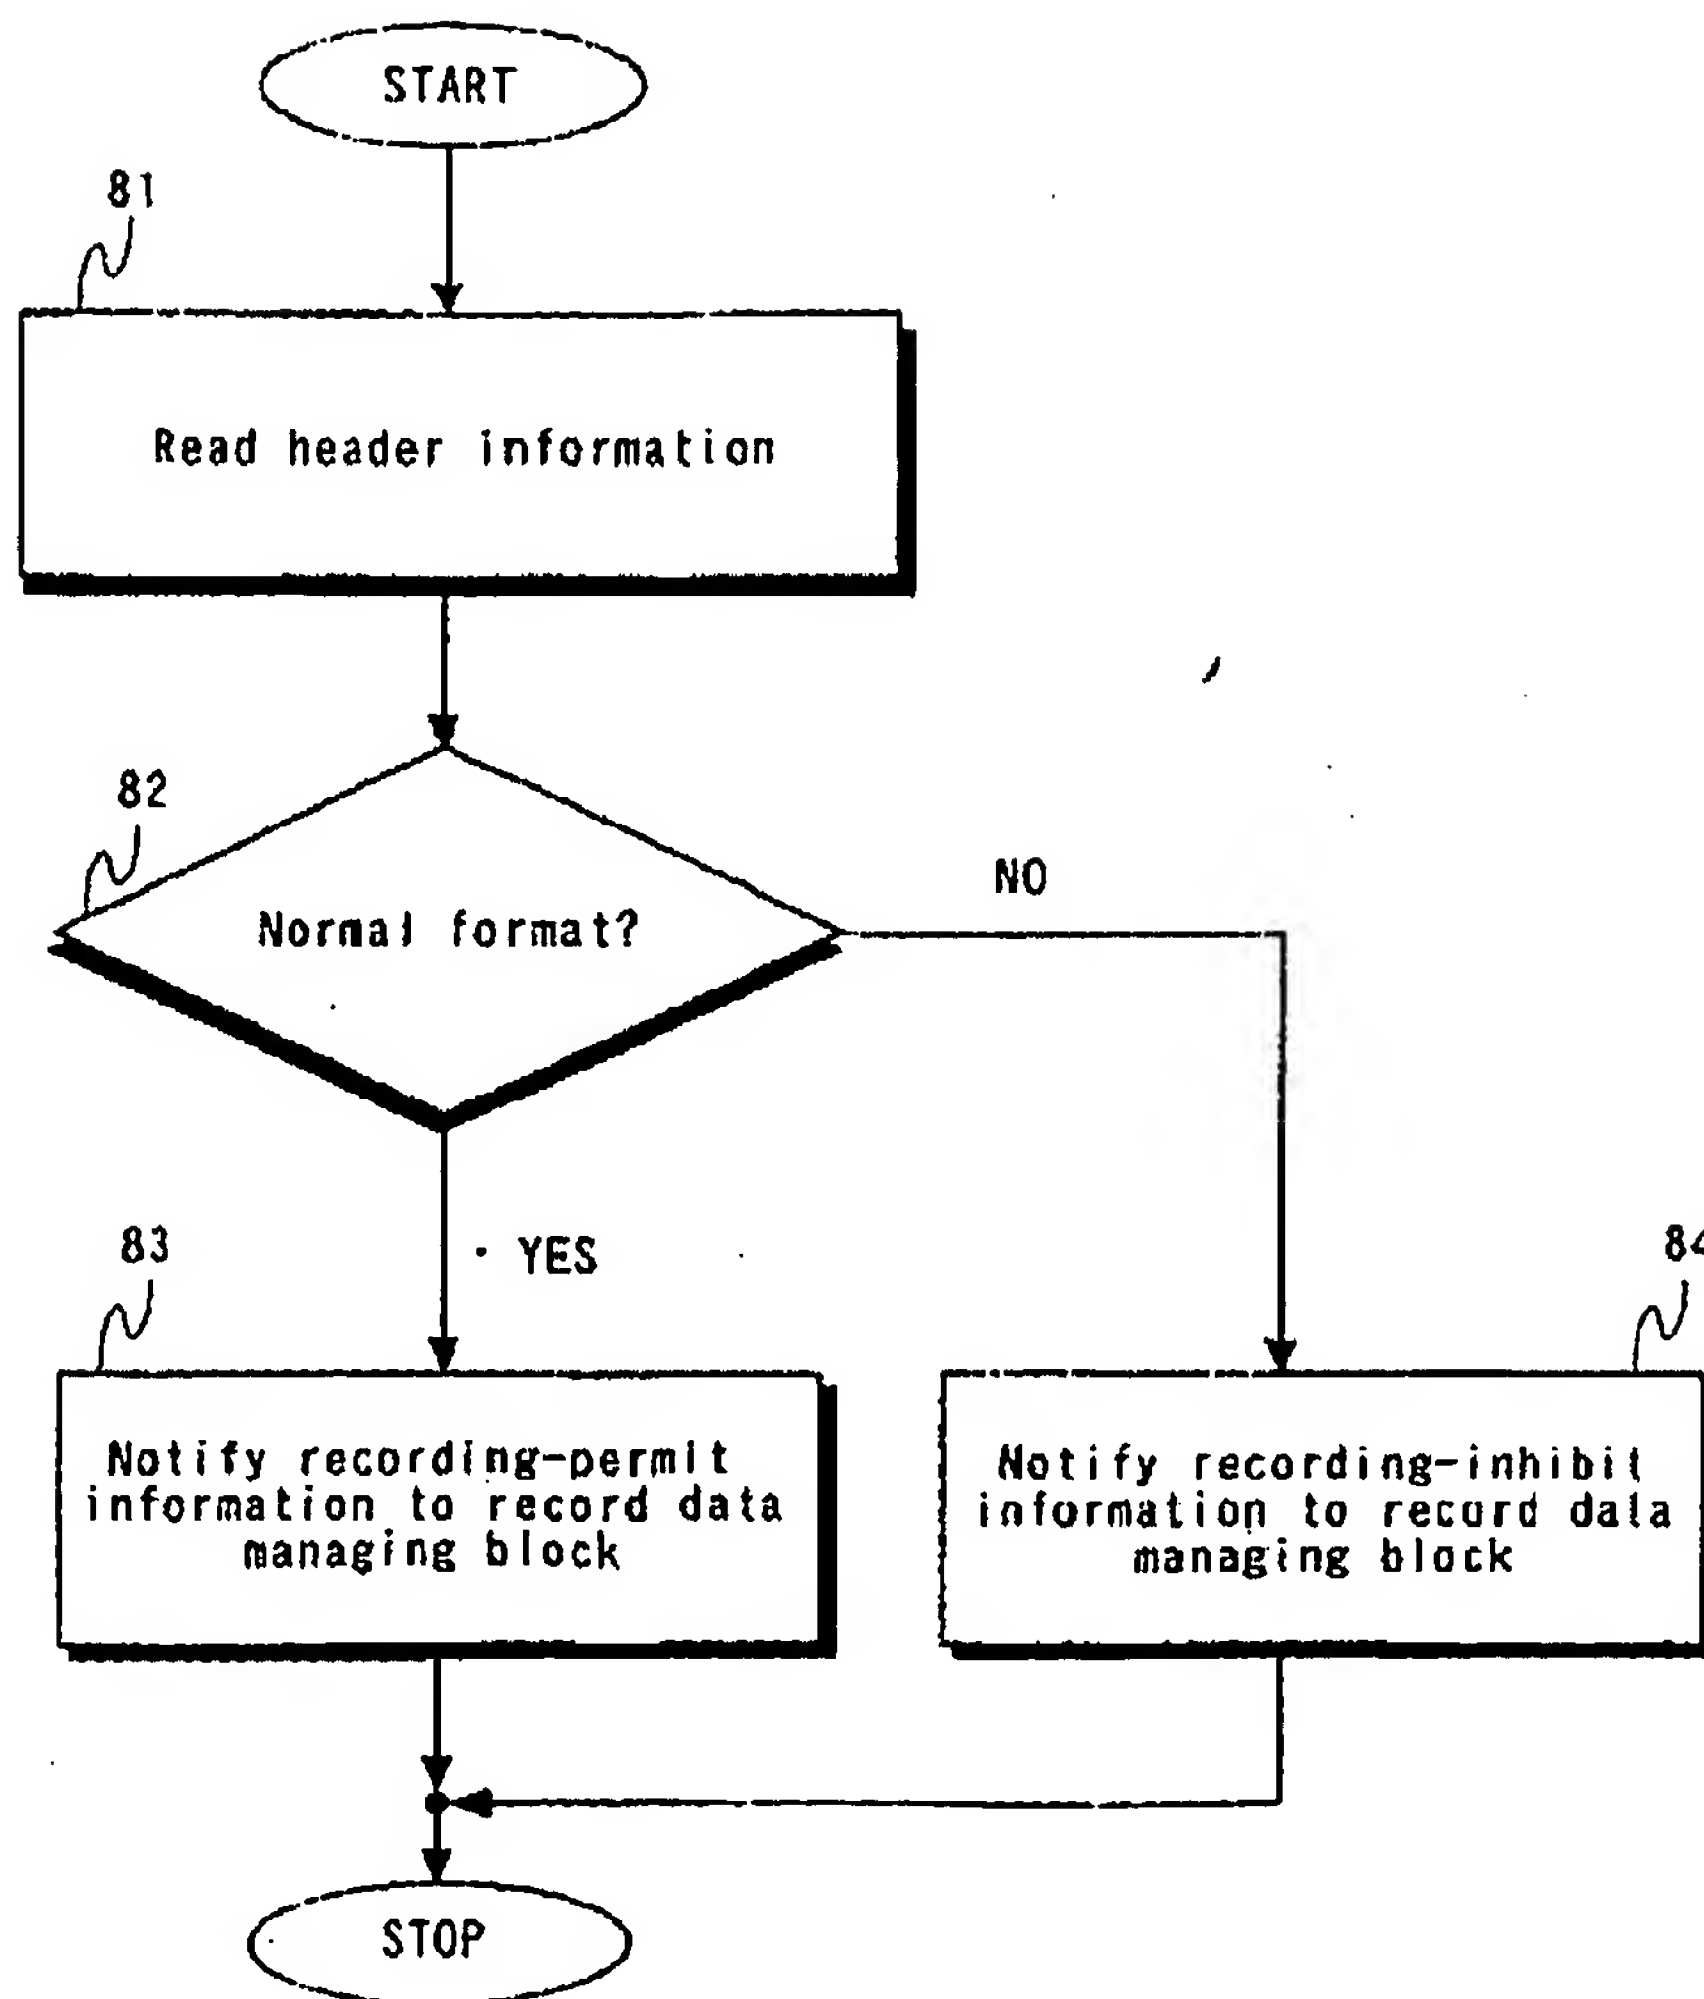 START
81
Read header information
82
Normal format?
NO
YES
83
84
Notify recording-permit
information to record data
managing block
Notify recording-inhibit
information to record data
managing block
STOP